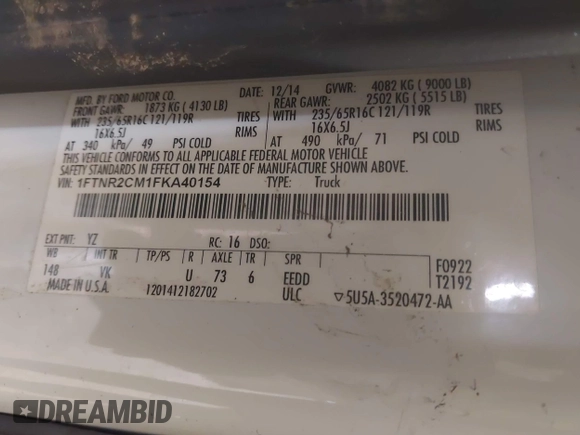 MFD. BY FORD MOTOR CO. DATE: 12/14 GVWR: 4082 KG ( 9000 LB)
FRONT GAWR: 1873 KG ( 4130 LB) REAR GAWR: 2502 KG ( 5515 LB)
WITH 235/65R16C 121/119R TIRES WITH 235/65R16C 121/119R TIRES
16X6.5J RIMS 16X6.5J RIMS
AT 340 kPa/ 49 PSI COLD AT 490 kPa/ 71 PSI COLD
THIS VEHICLE CONFORMS TO ALL APPLICABLE FEDERAL MOTOR VEHICLE
SAFETY STANDARDS IN EFFECT ON THE DATE OF MANUFACTURE SHOWN ABOVE.
VIN: 1FTNR2CM1FKA40154 TYPE: Truck
EXT PNT: YZ RC: 16 DSO:
WB INT TR TP/PS R AXLE TR SPR F0922
148 VK U 73 6 EEDD T2192
MADE IN U.S.A. 1201412182702 ULC ▽5U5A-3520472-AA
DREAMBID